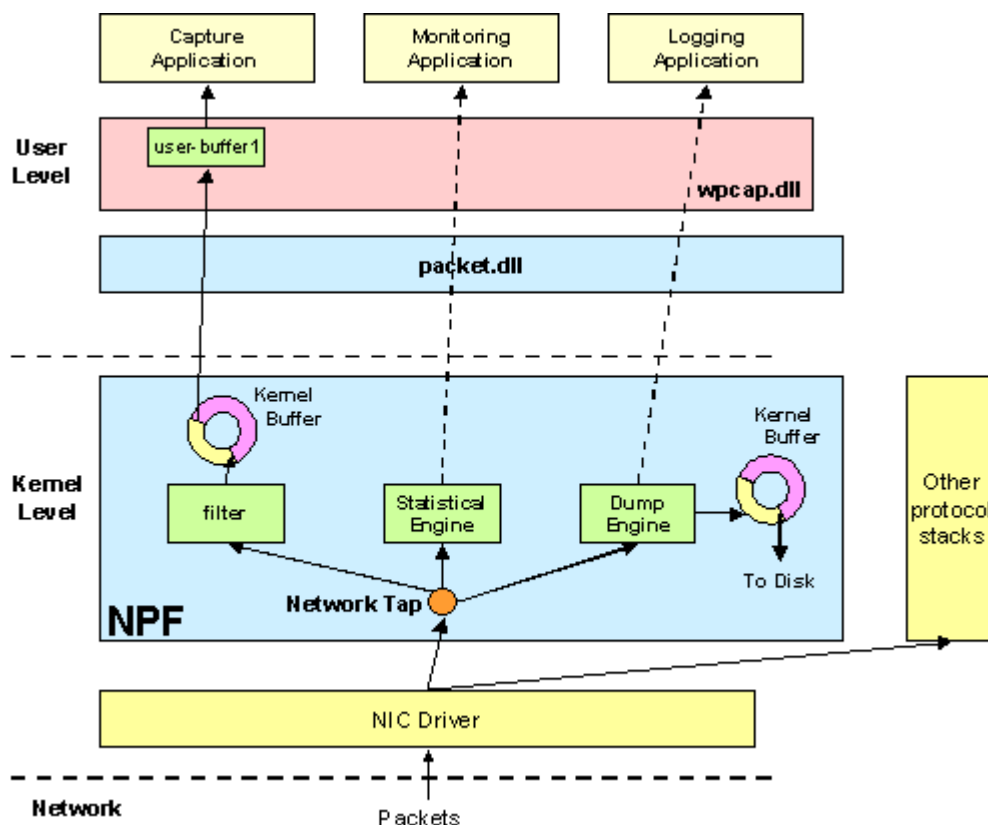 Capture
Application
Monitoring
Application
Logging
Application
User
Level
user-buffer1
wpcap.dll
packet.dll
Kernel
Buffer
Kernel
Buffer
Kernel
Level
filter
Statistical
Engine
Dump
Engine
Other
protocol
stacks
To Disk
Network Tap
NPF
NIC Driver
Network
Packets